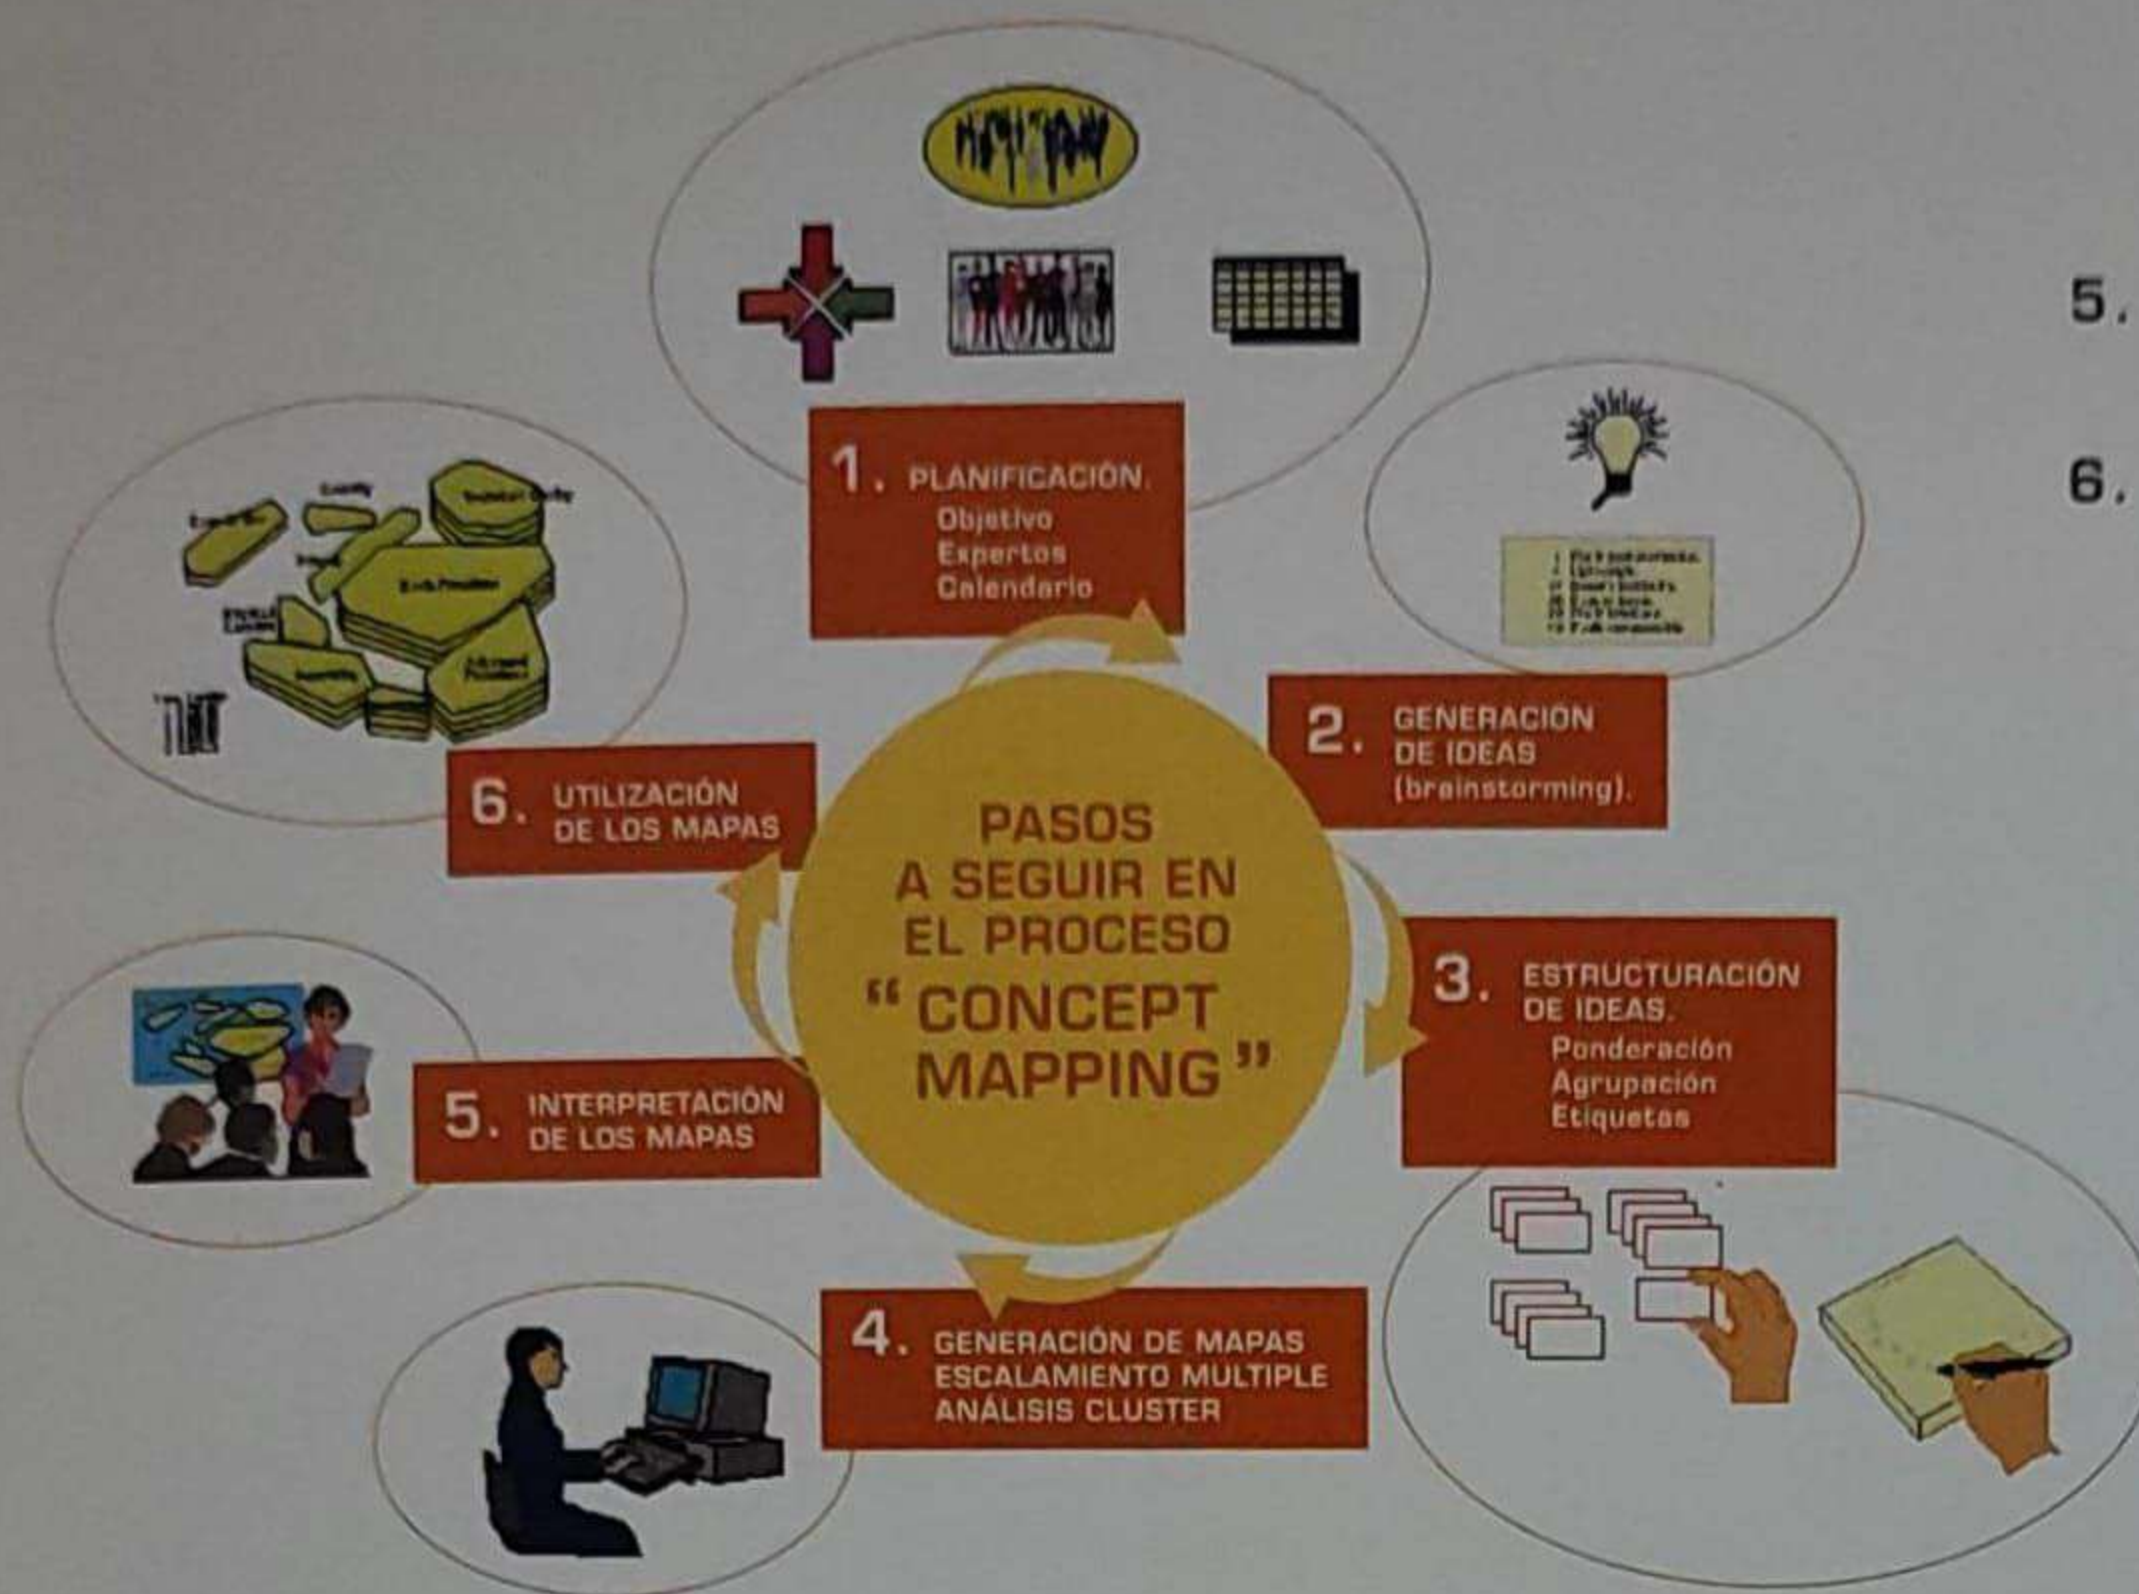 1. PLANIFICACIÓN.
Objetivo
Expertos
Calendario
2. GENERACIÓN
DE IDEAS
(brainstorming).
3. ESTRUCTURACIÓN
DE IDEAS.
Ponderación
Agrupación
Etiquetas
4. GENERACIÓN DE MAPAS
ESCALAMIENTO MULTIPLE
ANÁLISIS CLUSTER
5. INTERPRETACIÓN
DE LOS MAPAS
6. UTILIZACIÓN
DE LOS MAPAS
PASOS
A SEGUIR EN
EL PROCESO
“ CONCEPT
MAPPING ”
5.
6.